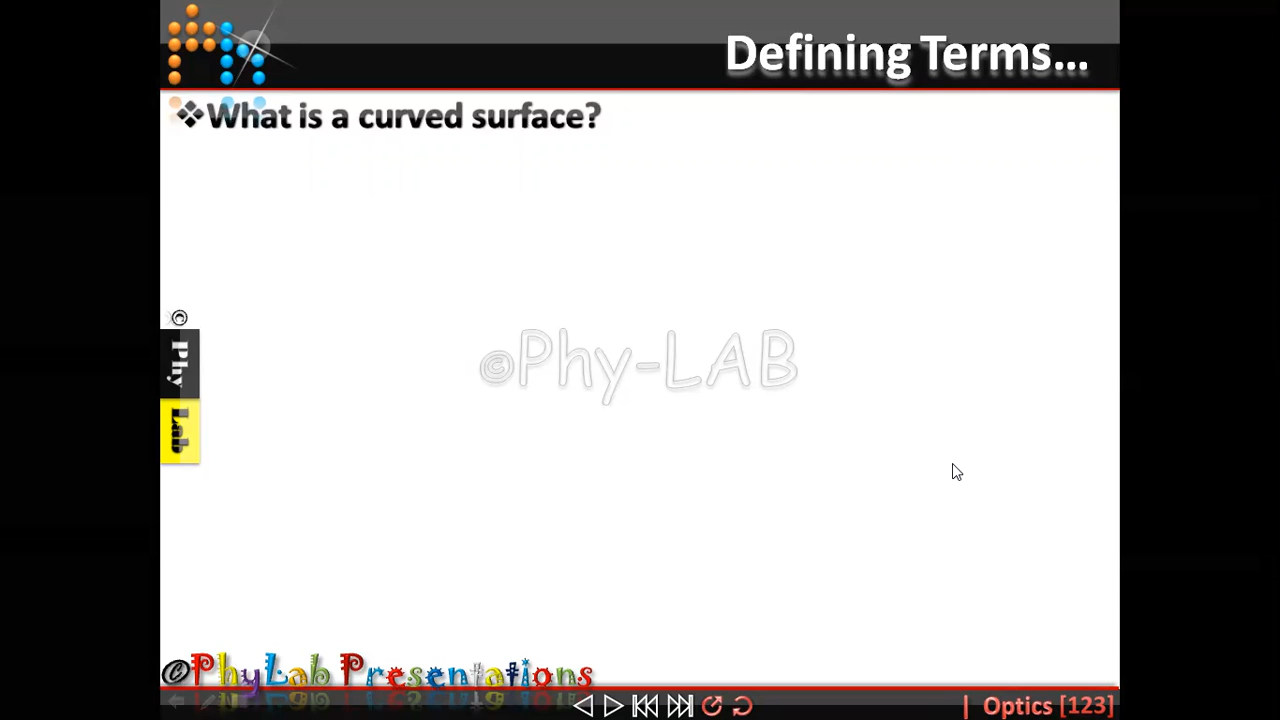 Defining Terms...
❖What is a curved surface?
©
Phy
Lab
©Phy-LAB
©PhyLab Presentations
| Optics [123]